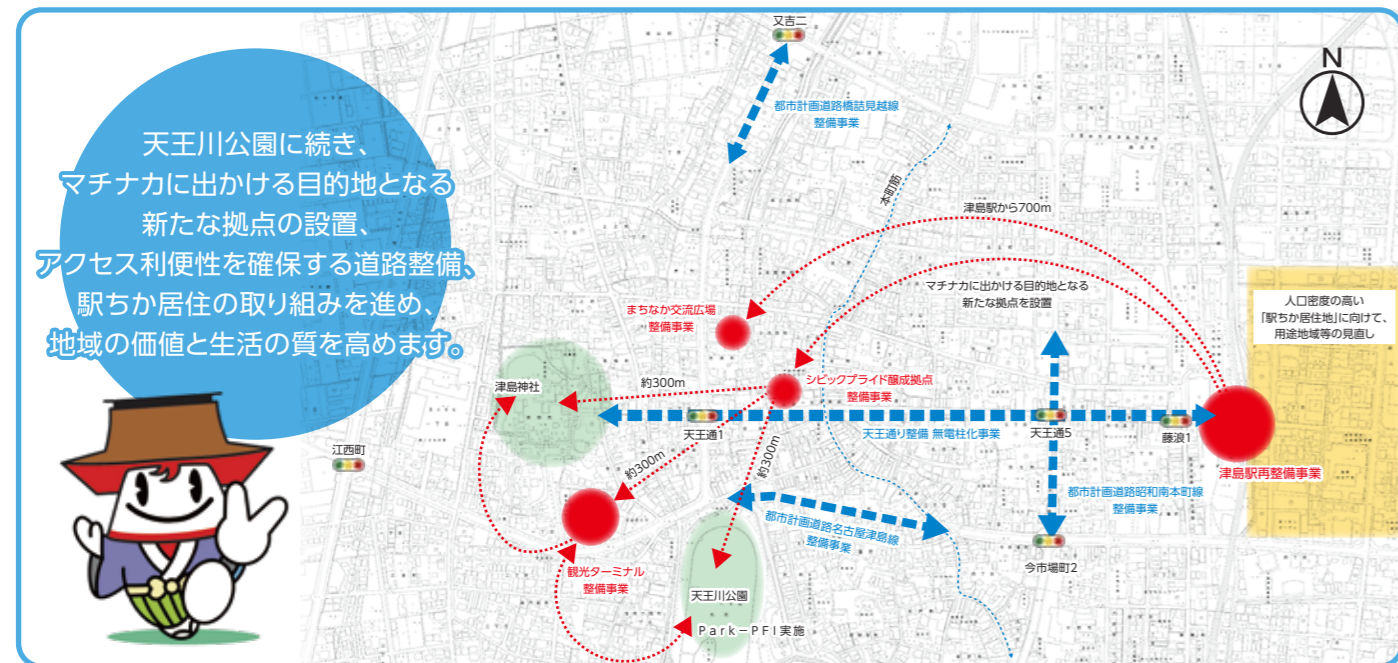 天王川公園に続き、
マチナカに出かける目的地となる
新たな拠点の設置、
アクセス利便性を確保する道路整備、
駅ちか居住の取り組みを進め、
地域の価値と生活の質を高めます。
又吉二
N
都市計画道路橋詰見越線
整備事業
本町筋
津島駅から700m
マチナカに出かける目的地となる
新たな拠点を設置
人口密度の高い
「駅ちか居住地」に向けて、
用途地域等の見直し
まちなか交流広場
整備事業
シビックプライド醸成拠点
整備事業
津島神社
約300m
天王通1
天王通り整備 無電柱化事業
天王通5
藤浪1
津島駅再整備事業
江西町
約300m
約300m
都市計画道路名古屋津島線
整備事業
都市計画道路昭和南本町線
整備事業
今市場町2
観光ターミナル
整備事業
天王川公園
Park－PFI実施